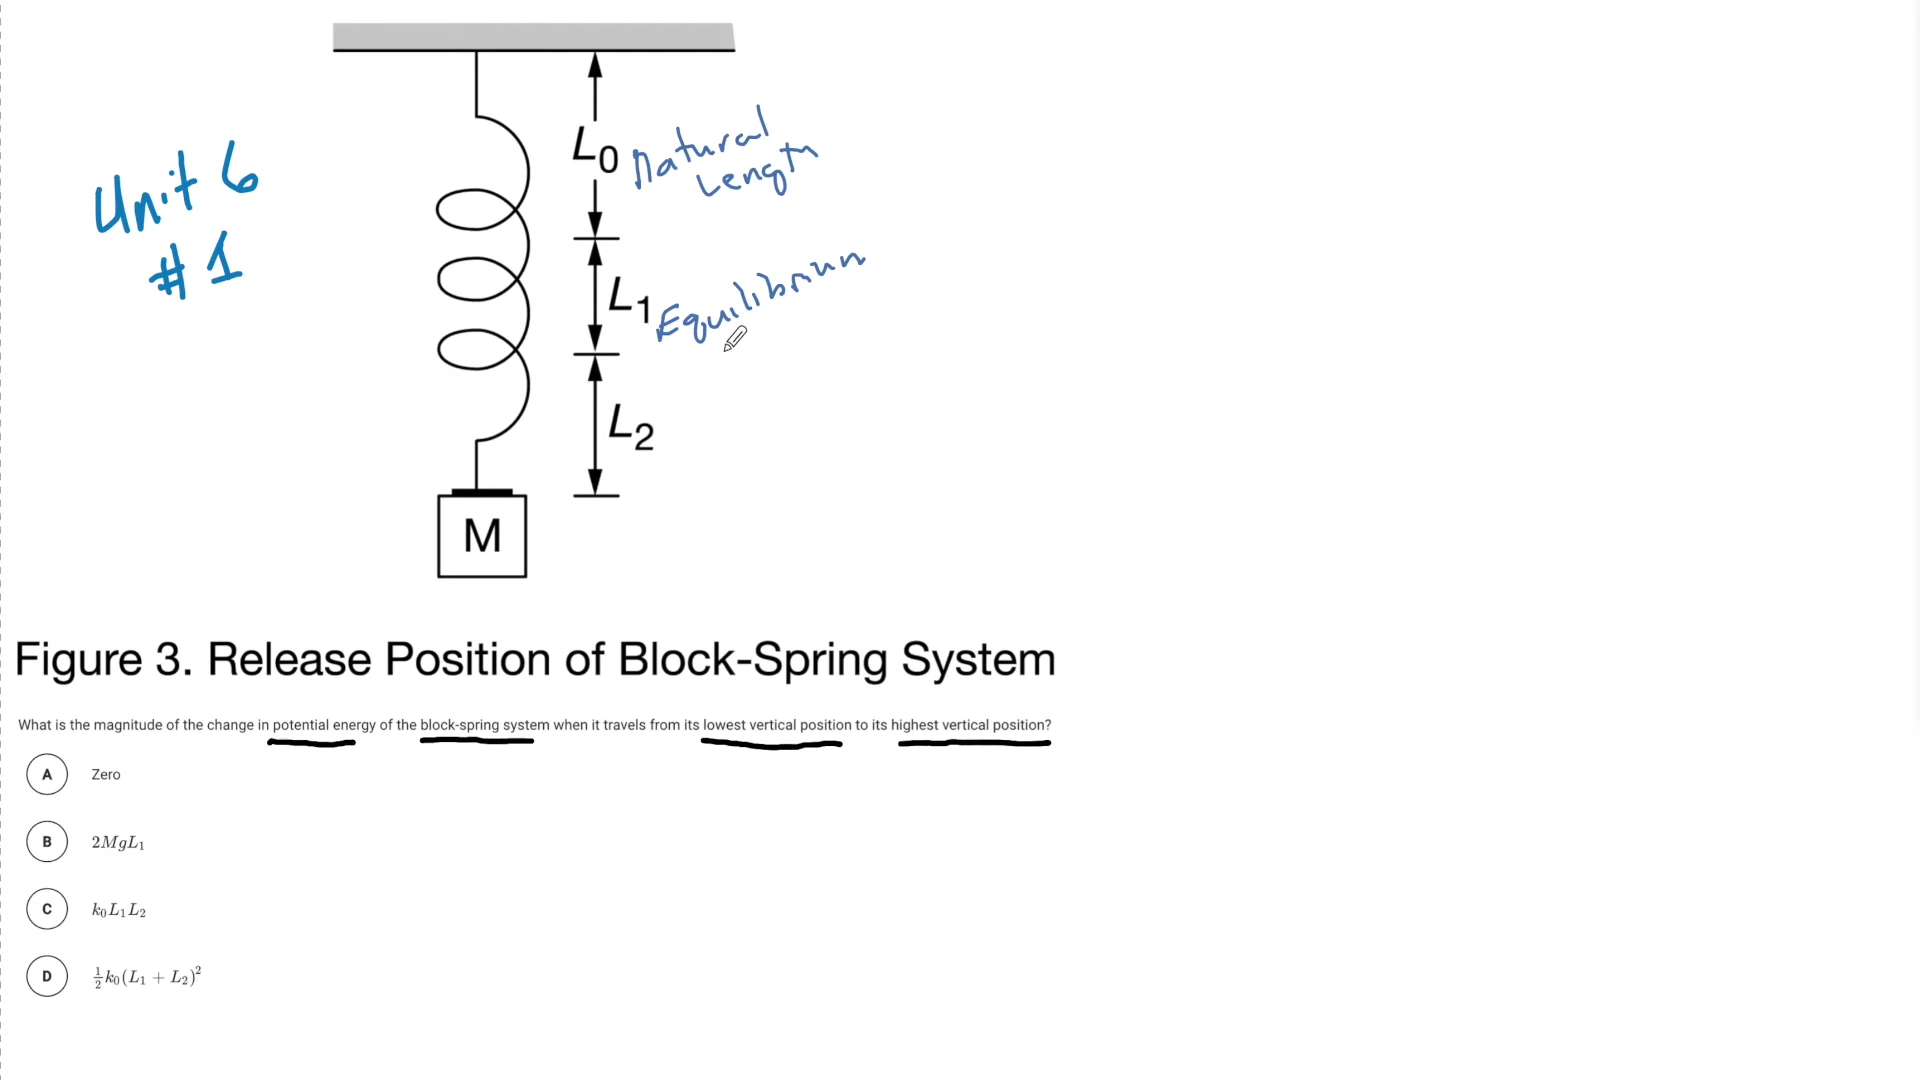 L0
Natural
Length
Unit 6
# 1
L1
Equilibrium
L2
M
Figure 3. Release Position of Block-Spring System
What is the magnitude of the change in potential energy of the block-spring system when it travels from its lowest vertical position to its highest vertical position?
A Zero
B 2MgL₁
C k₀L₁L₂
D ½k₀(L₁ + L₂)²